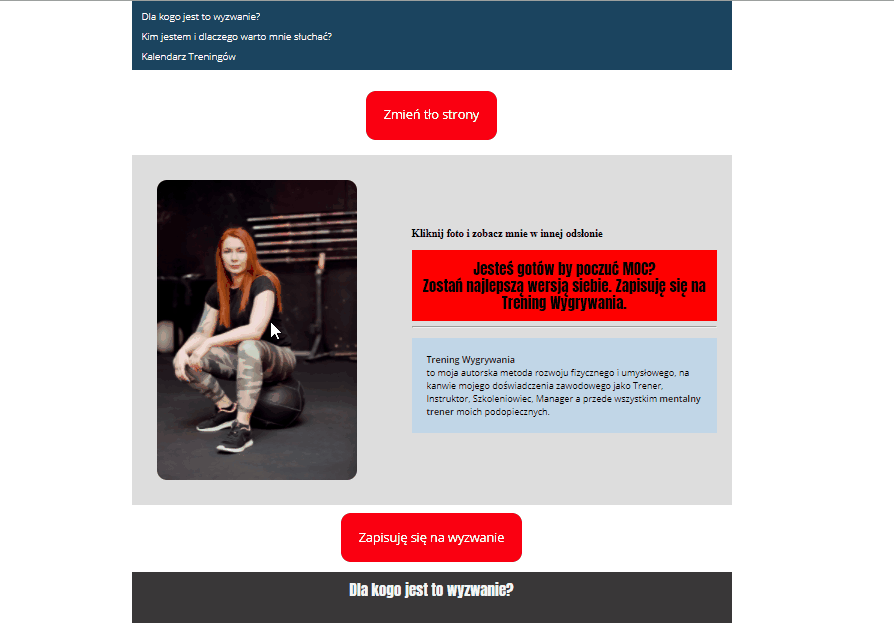 Dla kogo jest to wyzwanie?
Kim jestem i dlaczego warto mnie słuchać?
Kalendarz Treningów
Zmień tło strony
Kliknij foto i zobacz mnie w innej odsłonie
Jesteś gotów by poczuć MOC?
Zostań najlepszą wersją siebie. Zapisuję się na
Trening Wygrywania.
Trening Wygrywania
to moja autorska metoda rozwoju fizycznego i umysłowego, na
kanwie mojego doświadczenia zawodowego jako Trener,
Instruktor, Szkoleniowiec, Manager a przede wszystkim mentalny
trener moich podopiecznych.
Zapisuję się na wyzwanie
Dla kogo jest to wyzwanie?